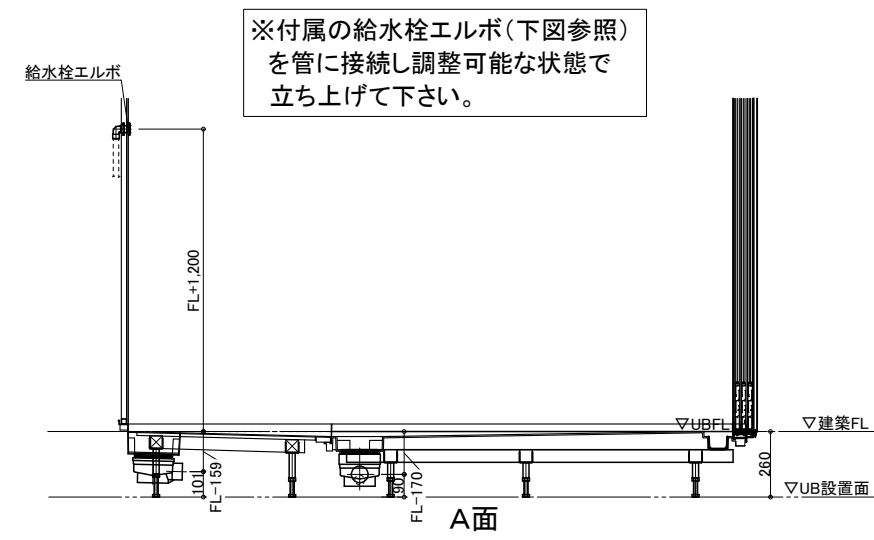 ※付属の給水栓エルボ(下図参照)
を管に接続し調整可能な状態で
立ち上げて下さい。
給水栓エルボ
FL+1,200
▽UBFL
▽建築FL
101
FL-159
90
FL-170
260
▽UB設置面
A面